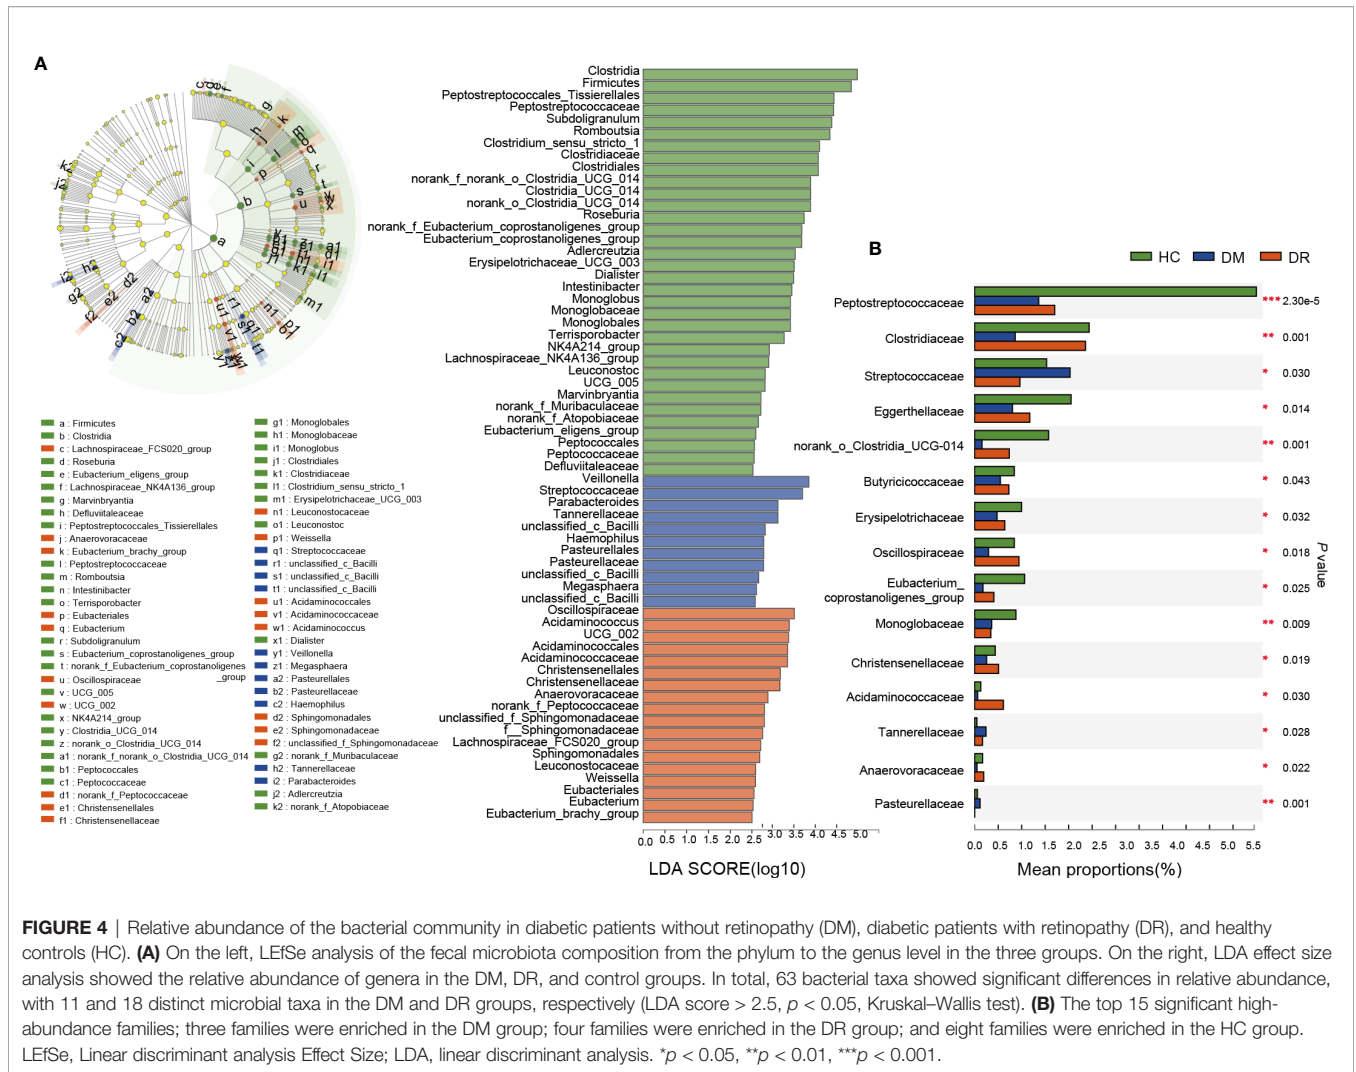 A
Clostridia
Firmicutes
Peptostreptococcales_Tissierellales
Peptostreptococcaceae
Subdoligranulum
Romboutsia
Clostridium_sensu_stricto_1
Clostridiaceae
Clostridiales
norank_f_norank_o_Clostridia_UCG_014
Clostridia_UCG_014
norank_o_Clostridia_UCG_014
Roseburia
norank_f_Eubacterium_coprostanoligenes_group
Eubacterium_coprostanoligenes_group
Adlercreutzia
Erysipelotrichaceae_UCG_003
Dialister
Intestinibacter
Monoglobus
Monoglobaceae
Monoglobales
Terrisporobacter
NK4A214_group
Lachnospiraceae_NK4A136_group
Leuconostoc
UCG_005
Marvinbryantia
norank_f_Muribaculaceae
norank_f_Atopobiaceae
Eubacterium_eligens_group
Peptococcales
Peptococcaceae
Defluviitaleaceae
Veillonella
Streptococcaceae
Parabacteroides
Tannerellaceae
unclassified_c_Bacilli
Haemophilus
Pasteurellales
Pasteurellaceae
unclassified_c_Bacilli
Megasphaera
unclassified_c_Bacilli
Oscillospiraceae
Acidaminococcus
UCG_002
Acidaminococcales
Acidaminococcaceae
Christensenellales
Christensenellaceae
Anaerovoracaceae
norank_f_Peptococcaceae
unclassified_f_Sphingomonadaceae
f__Sphingomonadaceae
Lachnospiraceae_FCS020_group
Sphingomonadales
Leuconostocaceae
Weissella
Eubacteriales
Eubacterium
Eubacterium_brachy_group
0.0 0.5 1.0 1.5 2.0 2.5 3.0 3.5 4.0 4.5 5.0
LDA SCORE(log10)
a : Firmicutes
b : Clostridia
c : Lachnospiraceae_FCS020_group
d : Roseburia
e : Eubacterium_eligens_group
f : Lachnospiraceae_NK4A136_group
g : Marvinbryantia
h : Defluviitaleaceae
i : Peptostreptococcales_Tissierellales
j : Anaerovoracaceae
k : Eubacterium_brachy_group
l : Peptostreptococcaceae
m : Romboutsia
n : Intestinibacter
o : Terrisporobacter
p : Eubacteriales
q : Eubacterium
r : Subdoligranulum
s : Eubacterium_coprostanoligenes_group
t : norank_f_Eubacterium_coprostanoligenes
_group
u : Oscillospiraceae
v : UCG_005
w : UCG_002
x : NK4A214_group
y : Clostridia_UCG_014
z : norank_o_Clostridia_UCG_014
a1 : norank_f_norank_o_Clostridia_UCG_014
b1 : Peptococcales
c1 : Peptococcaceae
d1 : norank_f_Peptococcaceae
e1 : Christensenellales
f1 : Christensenellaceae
g1 : Monoglobales
h1 : Monoglobaceae
i1 : Monoglobus
j1 : Clostridiales
k1 : Clostridiaceae
l1 : Clostridium_sensu_stricto_1
m1 : Erysipelotrichaceae_UCG_003
n1 : Leuconostocaceae
o1 : Leuconostoc
p1 : Weissella
q1 : Streptococcaceae
r1 : unclassified_c_Bacilli
s1 : unclassified_c_Bacilli
t1 : unclassified_c_Bacilli
u1 : Acidaminococcales
v1 : Acidaminococcaceae
w1 : Acidaminococcus
x1 : Dialister
y1 : Veillonella
z1 : Megasphaera
a2 : Pasteurellales
b2 : Pasteurellaceae
c2 : Haemophilus
d2 : Sphingomonadales
e2 : Sphingomonadaceae
f2 : unclassified_f_Sphingomonadaceae
g2 : norank_f_Muribaculaceae
h2 : Tannerellaceae
i2 : Parabacteroides
j2 : Adlercreutzia
k2 : norank_f_Atopobiaceae
B
HC DM DR
Peptostreptococcaceae *** 2.30e-5
Clostridiaceae ** 0.001
Streptococcaceae * 0.030
Eggerthellaceae * 0.014
norank_o_Clostridia_UCG-014 ** 0.001
Butyricicoccaceae * 0.043
Erysipelotrichaceae * 0.032
Oscillospiraceae * 0.018
Eubacterium_
coprostanoligenes_group * 0.025
Monoglobaceae ** 0.009
Christensenellaceae * 0.019
Acidaminococcaceae * 0.030
Tannerellaceae * 0.028
Anaerovoracaceae * 0.022
Pasteurellaceae ** 0.001
P value
0.0 0.5 1.0 1.5 2.0 2.5 3.0 3.5 4.0 4.5 5.5
Mean proportions(%)
FIGURE 4 | Relative abundance of the bacterial community in diabetic patients without retinopathy (DM), diabetic patients with retinopathy (DR), and healthy
controls (HC). (A) On the left, LEfSe analysis of the fecal microbiota composition from the phylum to the genus level in the three groups. On the right, LDA effect size
analysis showed the relative abundance of genera in the DM, DR, and control groups. In total, 63 bacterial taxa showed significant differences in relative abundance,
with 11 and 18 distinct microbial taxa in the DM and DR groups, respectively (LDA score > 2.5, p < 0.05, Kruskal–Wallis test). (B) The top 15 significant high-
abundance families; three families were enriched in the DM group; four families were enriched in the DR group; and eight families were enriched in the HC group.
LEfSe, Linear discriminant analysis Effect Size; LDA, linear discriminant analysis. *p < 0.05, **p < 0.01, ***p < 0.001.